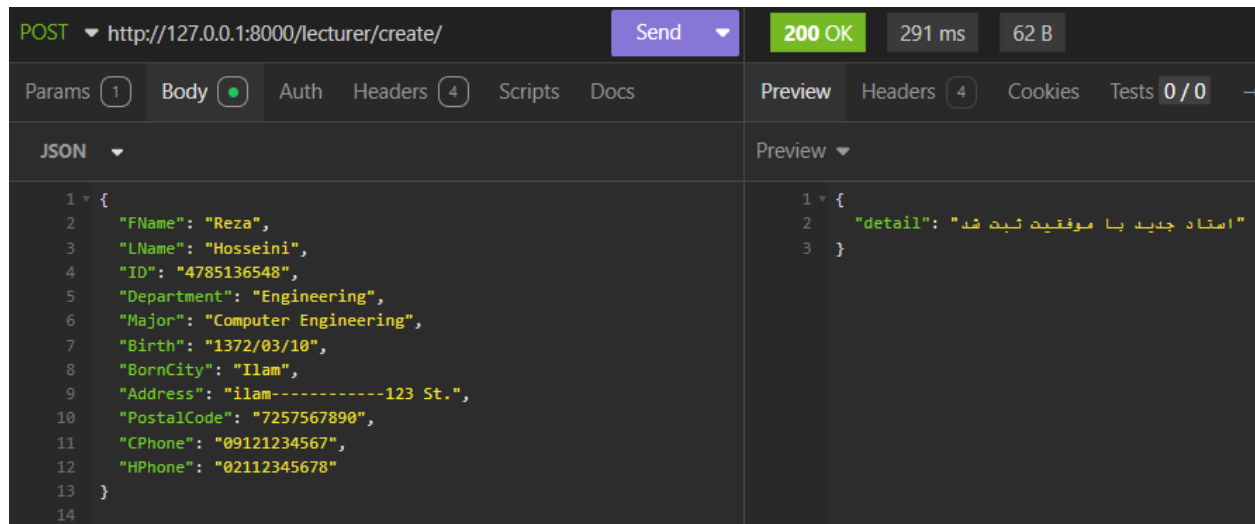 POST http://127.0.0.1:8000/lecturer/create/ Send 200 OK 291 ms 62 B
Params 1 Body Auth Headers 4 Scripts Docs
Preview Headers 4 Cookies Tests 0 / 0
JSON
Preview
1 {
2 "FName": "Reza",
3 "LName": "Hosseini",
4 "ID": "4785136548",
5 "Department": "Engineering",
6 "Major": "Computer Engineering",
7 "Birth": "1372/03/10",
8 "BornCity": "Ilam",
9 "Address": "ilam------------123 St.",
10 "PostalCode": "7257567890",
11 "CPhone": "09121234567",
12 "HPhone": "02112345678"
13 }
14
1 {
2 "detail": "استاد جدید با موفقیت ثبت شد"
3 }